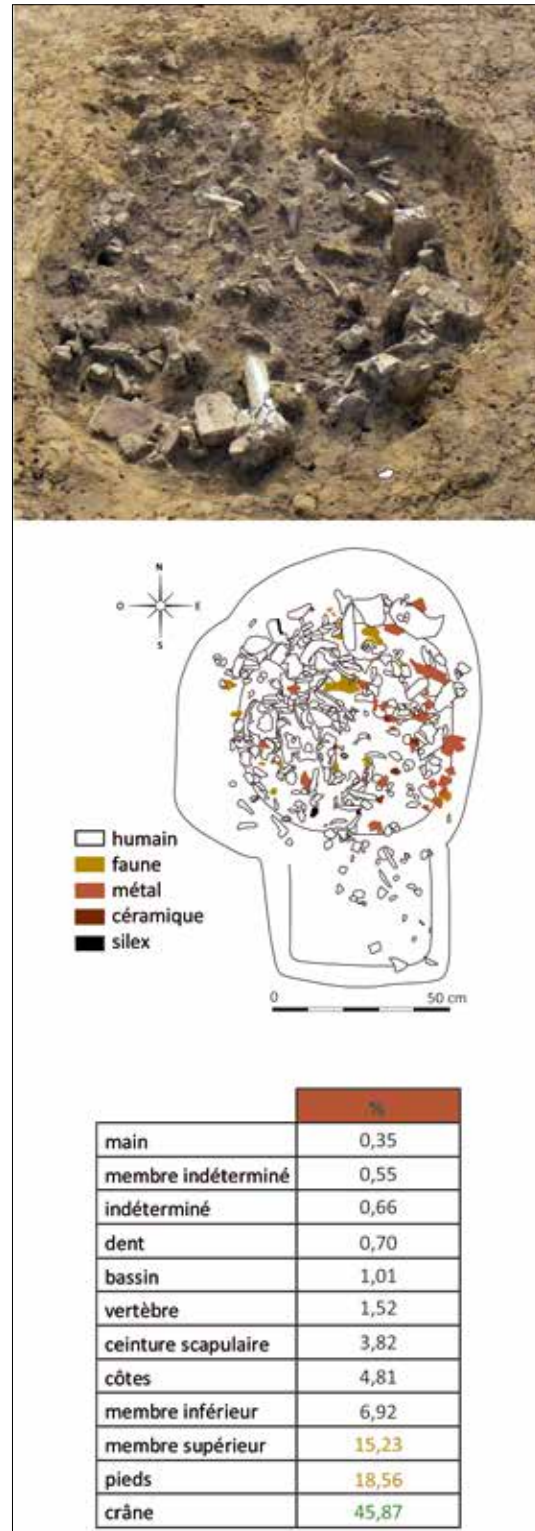 N
O
E
S
humain
faune
métal
céramique
silex
0 50 cm
%
main 0,35
membre indéterminé 0,55
indéterminé 0,66
dent 0,70
bassin 1,01
vertèbre 1,52
ceinture scapulaire 3,82
côtes 4,81
membre inférieur 6,92
membre supérieur 15,23
pieds 18,56
crâne 45,87